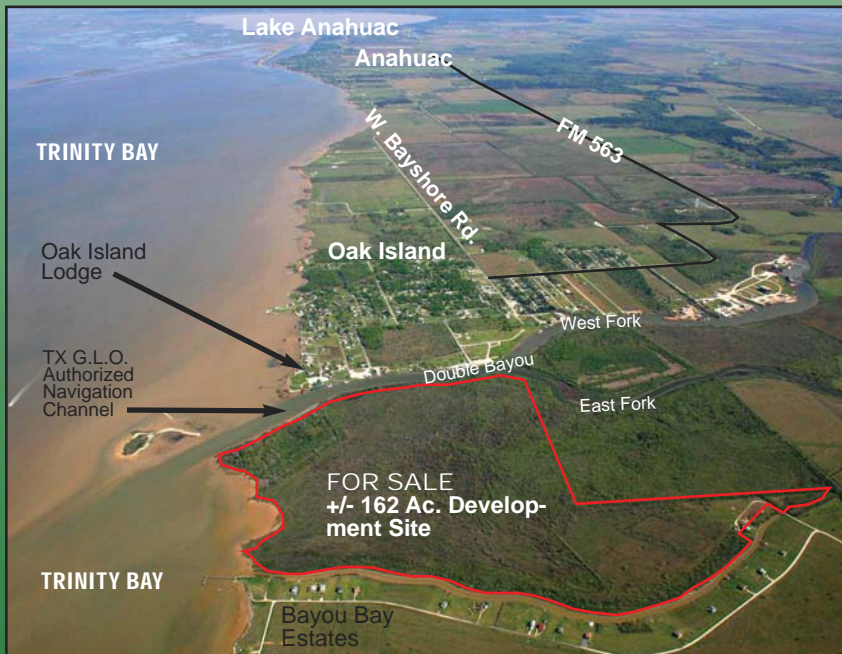 Lake Anahuac
Anahuac
FM 563
W. Bayshore Rd.
TRINITY BAY
Oak Island
Lodge
Oak Island
West Fork
Double Bayou
East Fork
TX G.L.O.
Authorized
Navigation
Channel
FOR SALE
+/- 162 Ac. Develop-
ment Site
TRINITY BAY
Bayou Bay
Estates